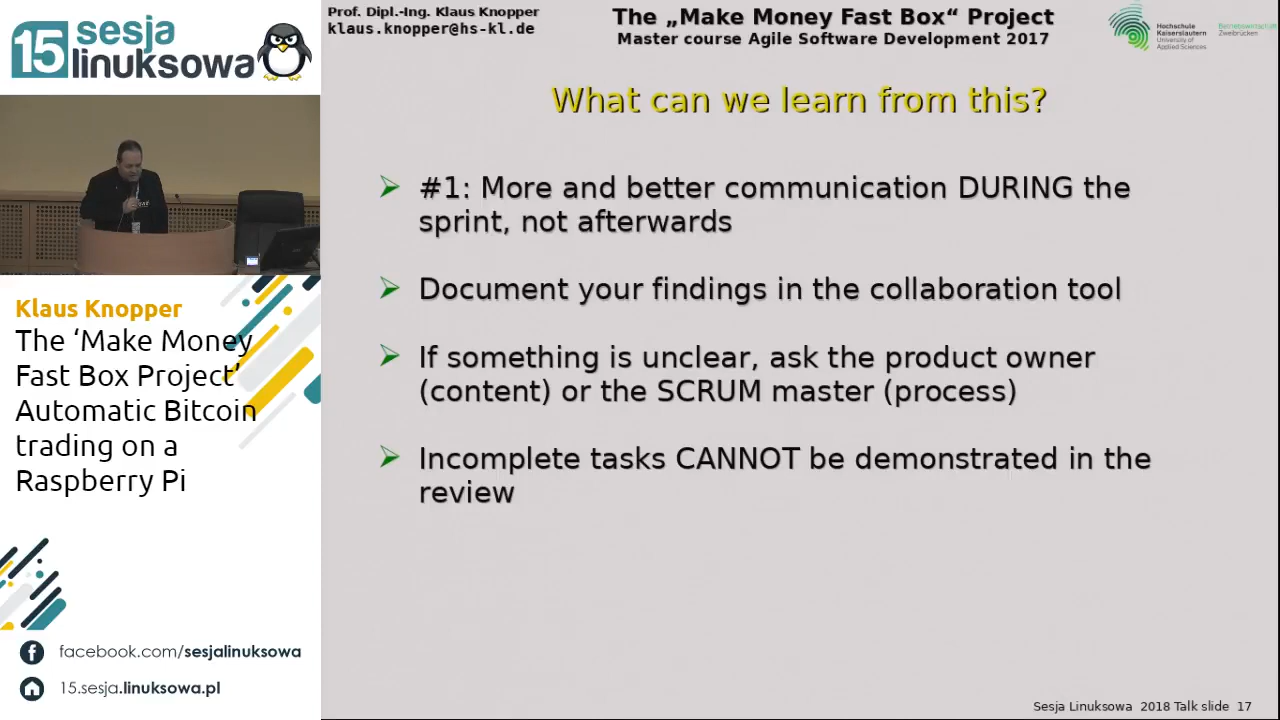 15 sesja
linuksowa
Klaus Knopper
The ‘Make Money
Fast Box Project’
Automatic Bitcoin
trading on a
Raspberry Pi
facebook.com/sesjalinuksowa
15.sesja.linuksowa.pl
Prof. Dipl.-Ing. Klaus Knopper
klaus.knopper@hs-kl.de
The „Make Money Fast Box“ Project
Master course Agile Software Development 2017
Hochschule
Kaiserslautern
University of
Applied Sciences
Betriebswirtschaft
Zweibrücken
What can we learn from this?
#1: More and better communication DURING the
sprint, not afterwards
Document your findings in the collaboration tool
If something is unclear, ask the product owner
(content) or the SCRUM master (process)
Incomplete tasks CANNOT be demonstrated in the
review
Sesja Linuksowa 2018 Talk slide 17